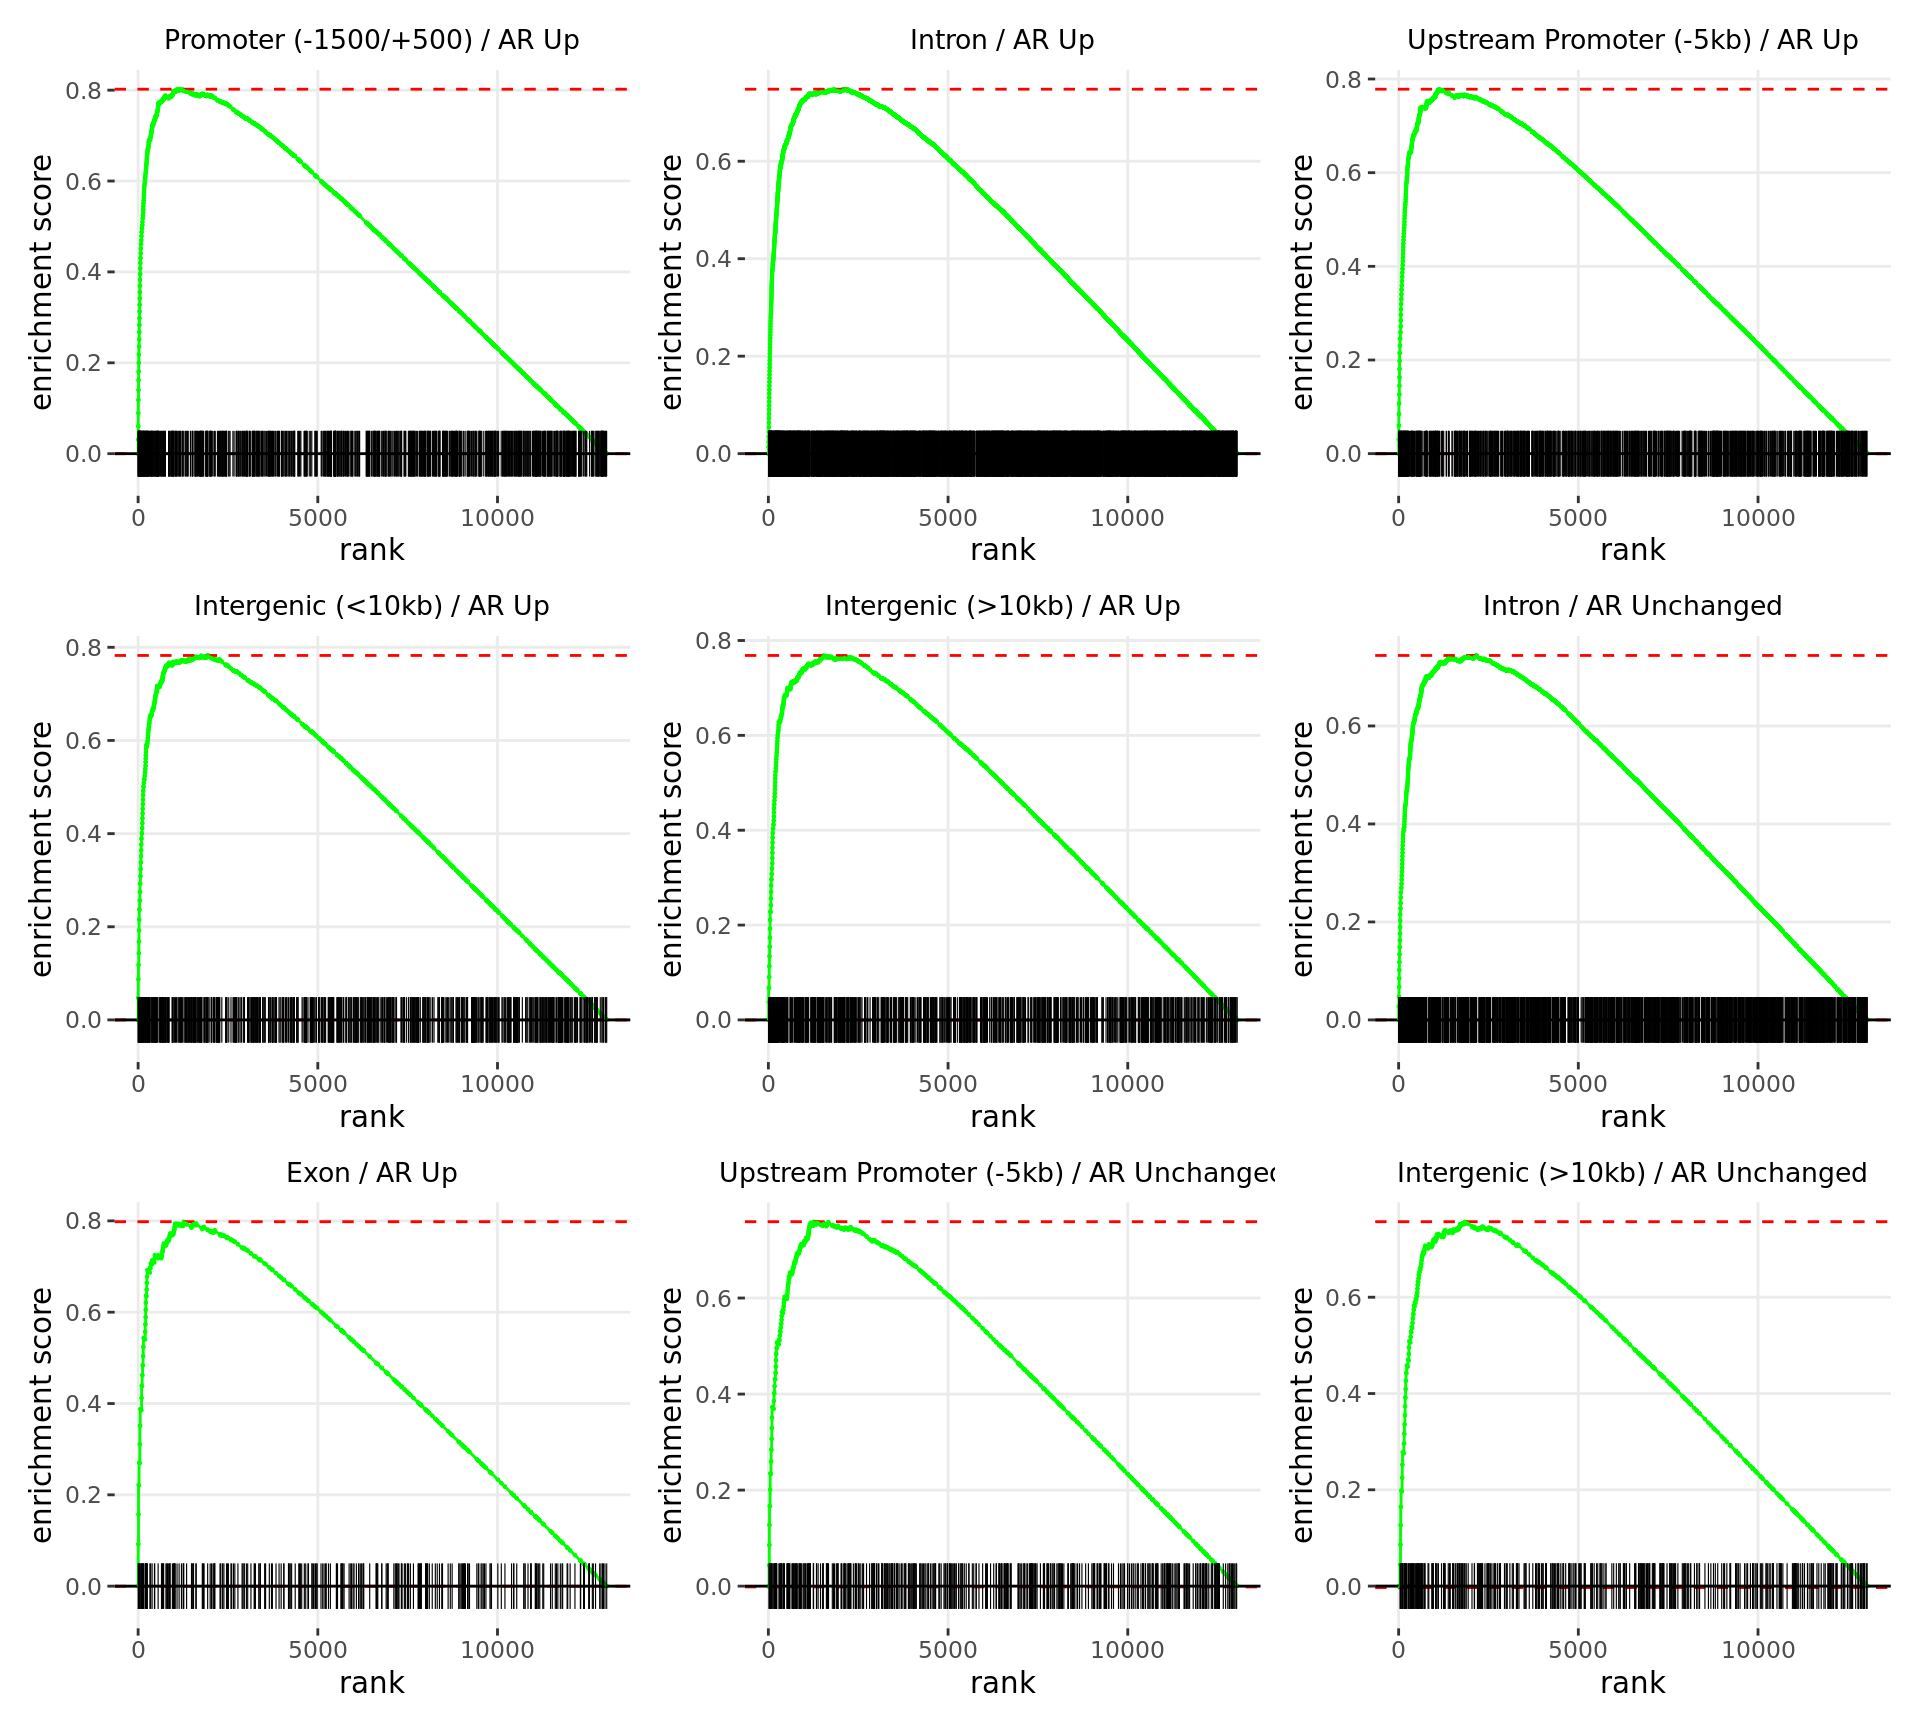 Promoter (-1500/+500) / AR Up
enrichment score
0.8
0.6
0.4
0.2
0.0
0 5000 10000
rank
Intron / AR Up
enrichment score
0.6
0.4
0.2
0.0
0 5000 10000
rank
Upstream Promoter (-5kb) / AR Up
enrichment score
0.8
0.6
0.4
0.2
0.0
0 5000 10000
rank
Intergenic (<10kb) / AR Up
enrichment score
0.8
0.6
0.4
0.2
0.0
0 5000 10000
rank
Intergenic (>10kb) / AR Up
enrichment score
0.8
0.6
0.4
0.2
0.0
0 5000 10000
rank
Intron / AR Unchanged
enrichment score
0.6
0.4
0.2
0.0
0 5000 10000
rank
Exon / AR Up
enrichment score
0.8
0.6
0.4
0.2
0.0
0 5000 10000
rank
Upstream Promoter (-5kb) / AR Unchanged
enrichment score
0.6
0.4
0.2
0.0
0 5000 10000
rank
Intergenic (>10kb) / AR Unchanged
enrichment score
0.6
0.4
0.2
0.0
0 5000 10000
rank